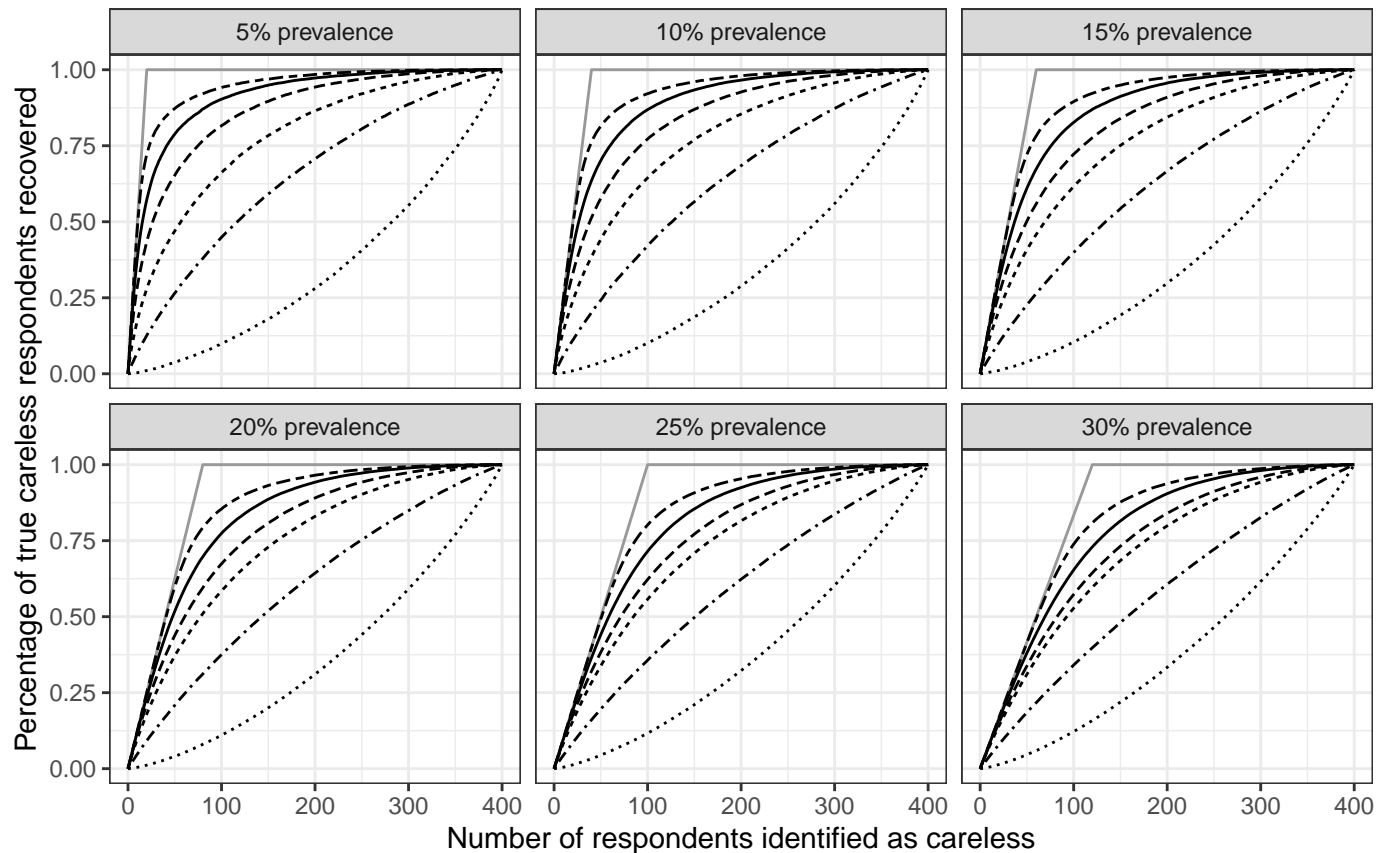 5% prevalence
10% prevalence
15% prevalence
Percentage of true careless respondents recovered
1.00
0.75
0.50
0.25
0.00
20% prevalence
25% prevalence
30% prevalence
1.00
0.75
0.50
0.25
0.00
0 100 200 300 400
0 100 200 300 400
0 100 200 300 400
Number of respondents identified as careless